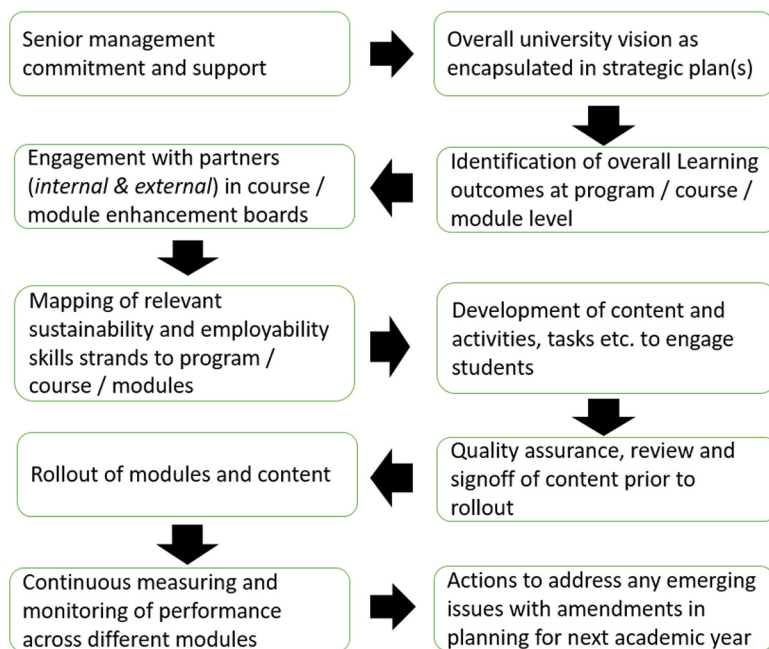 Senior management
commitment and support
Overall university vision as
encapsulated in strategic plan(s)
Identification of overall Learning
outcomes at program / course /
module level
Engagement with partners
(internal & external) in course /
module enhancement boards
Mapping of relevant
sustainability and employability
skills strands to program /
course / modules
Development of content and
activities, tasks etc. to engage
students
Quality assurance, review and
signoff of content prior to
rollout
Rollout of modules and content
Continuous measuring and
monitoring of performance
across different modules
Actions to address any emerging
issues with amendments in
planning for next academic year